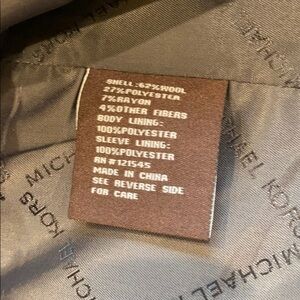 SHELL:62%WOOL
27%POLYESTER
7%RAYON
4%OTHER FIBERS
BODY LINING:
100%POLYESTER
SLEEVE LINING:
100%POLYESTER
RN#121545
MADE IN CHINA
SEE REVERSE SIDE
FOR CARE
MICHAEL KORS
MICHAEL KORS
MICHAEL